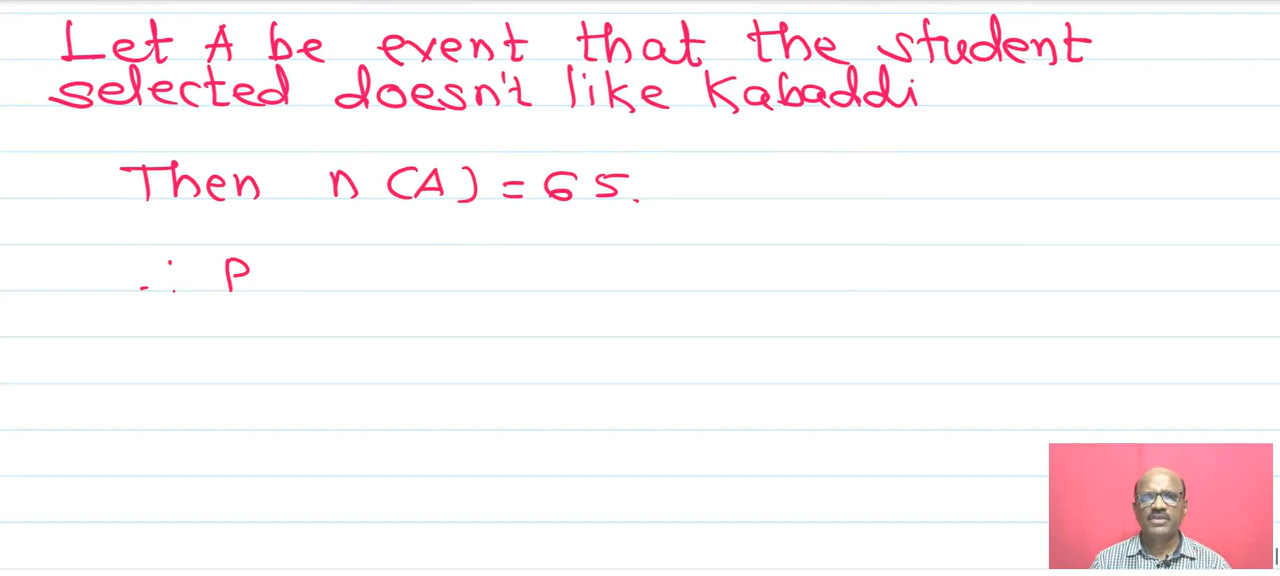 Let A be event that the student
selected doesn't like Kabaddi
Then n (A) = 65.
∴ P